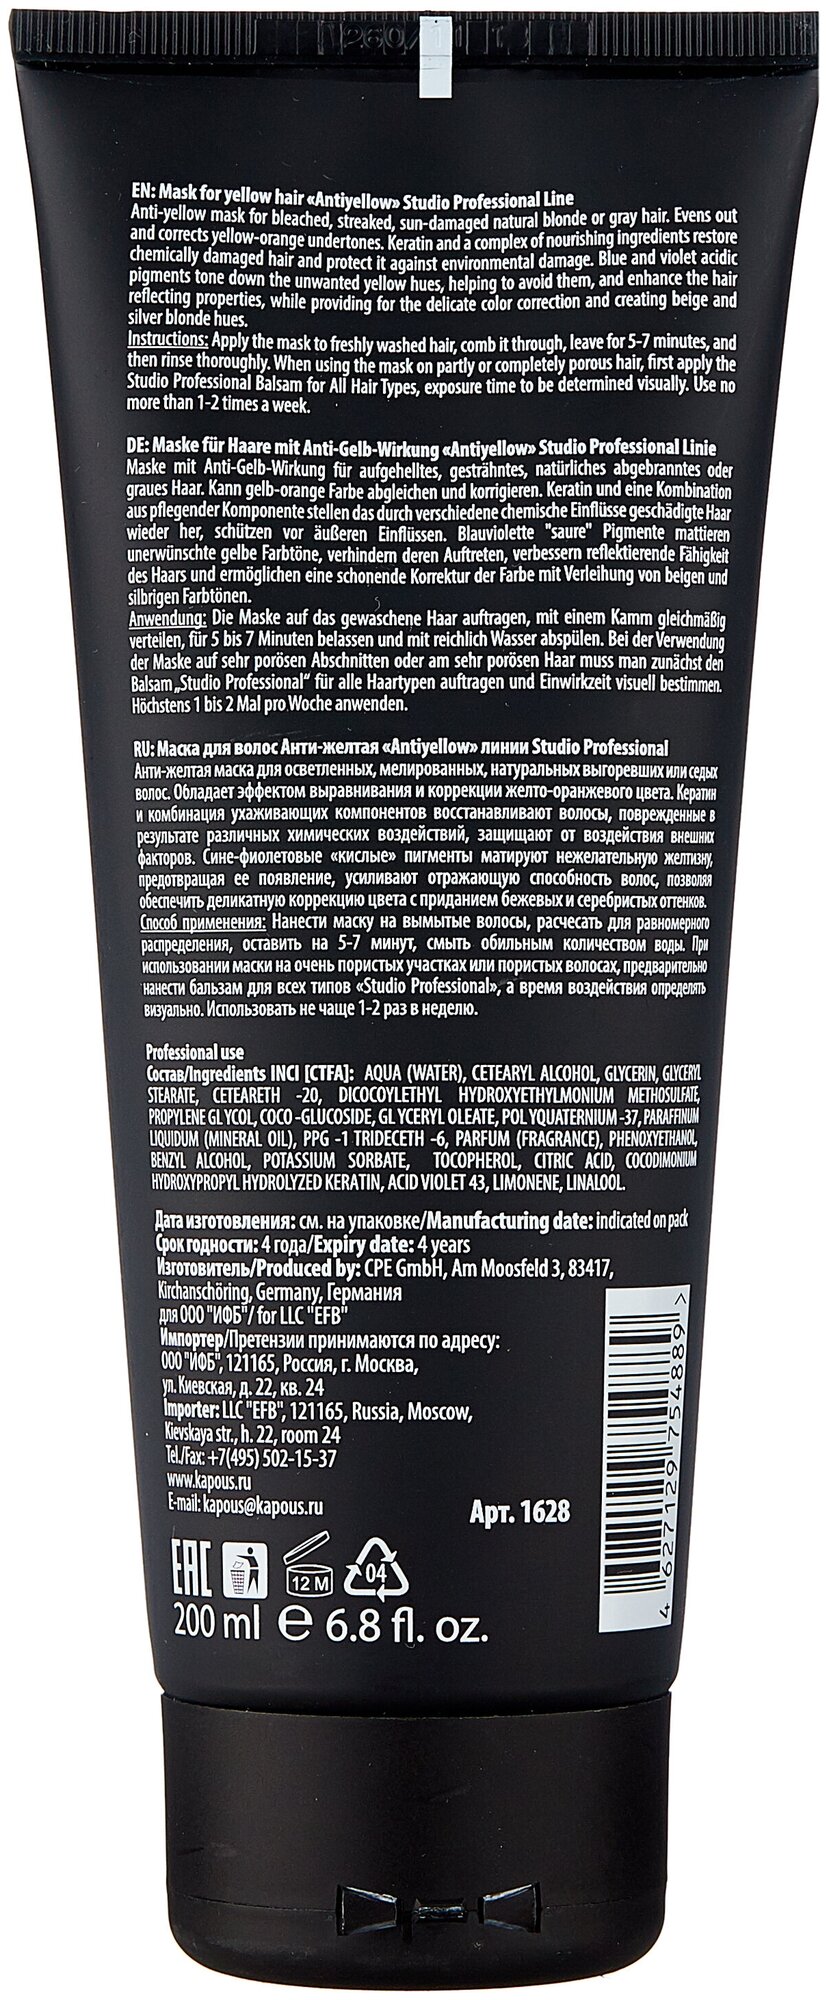 EN: Mask for yellow hair «Antiyellow» Studio Professional Line
Anti-yellow mask for bleached, streaked, sun-damaged natural blonde or gray hair. Evens out
and corrects yellow-orange undertones. Keratin and a complex of nourishing ingredients restore
chemically damaged hair and protect it against environmental damage. Blue and violet acidic
pigments tone down the unwanted yellow hues, helping to avoid them, and enhance the hair
reflecting properties, while providing for the delicate color correction and creating beige and
silver blonde hues.
Instructions: Apply the mask to freshly washed hair, comb it through, leave for 5-7 minutes, and
then rinse thoroughly. When using the mask on partly or completely porous hair, first apply the
Studio Professional Balsam for All Hair Types, exposure time to be determined visually. Use no
more than 1-2 times a week.
DE: Maske für Haare mit Anti-Gelb-Wirkung «Antiyellow» Studio Professional Linie
Maske mit Anti-Gelb-Wirkung für aufgehelltes, gesträhntes, natürliches abgebranntes oder
graues Haar. Kann gelb-orange Farbe abgleichen und korrigieren. Keratin und eine Kombination
aus pflegender Komponente stellen das durch verschiedene chemische Einflüsse geschädigte Haar
wieder her, schützen vor äußeren Einflüssen. Blauviolette "saure" Pigmente mattieren
unerwünschte gelbe Farbtöne, verhindern deren Auftreten, verbessern reflektierende Fähigkeit
des Haars und ermöglichen eine schonende Korrektur der Farbe mit Verleihung von beigen und
silbrigen Farbtönen.
Anwendung: Die Maske auf das gewaschene Haar auftragen, mit einem Kamm gleichmäßig
verteilen, für 5 bis 7 Minuten belassen und mit reichlich Wasser abspülen. Bei der Verwendung
der Maske auf sehr porösen Abschnitten oder am sehr porösen Haar muss man zunächst den
Balsam „Studio Professional" für alle Haartypen auftragen und Einwirkzeit visuell bestimmen.
Höchstens 1 bis 2 Mal pro Woche anwenden.
RU: Маска для волос Анти-желтая «Antiyellow» линии Studio Professional
Анти-желтая маска для осветленных, мелированных, натуральных выгоревших или седых
волос. Обладает эффектом выравнивания и коррекции желто-оранжевого цвета. Кератин
и комбинация ухаживающих компонентов восстанавливают волосы, поврежденные в
результате различных химических воздействий, защищают от воздействия внешних
факторов. Сине-фиолетовые «кислые» пигменты матируют нежелательную желтизну,
предотвращая ее появление, усиливают отражающую способность волос, позволяя
обеспечить деликатную коррекцию цвета с приданием бежевых и серебристых оттенков.
Способ применения: Нанести маску на вымытые волосы, расчесать для равномерного
распределения, оставить на 5-7 минут, смыть обильным количеством воды. При
использовании маски на очень пористых участках или пористых волосах, предварительно
нанести бальзам для всех типов «Studio Professional», а время воздействия определять
визуально. Использовать не чаще 1-2 раз в неделю.
Professional use
Состав/Ingredients INCI [CTFA]: AQUA (WATER), CETEARYL ALCOHOL, GLYCERIN, GLYCERYL
STEARATE, CETEARETH -20, DICOCOYLETHYL HYDROXYETHYLMONIUM METHOSULFATE,
PROPYLENE GLYCOL, COCO -GLUCOSIDE, GLYCERYL OLEATE, POLYQUATERNIUM -37, PARAFFINUM
LIQUIDUM (MINERAL OIL), PPG -1 TRIDECETH -6, PARFUM (FRAGRANCE), PHENOXYETHANOL,
BENZYL ALCOHOL, POTASSIUM SORBATE, TOCOPHEROL, CITRIC ACID, COCODIMONIUM
HYDROXYPROPYL HYDROLYZED KERATIN, ACID VIOLET 43, LIMONENE, LINALOOL.
Дата изготовления: см. на упаковке/Manufacturing date: indicated on pack
Срок годности: 4 года/Expiry date: 4 years
Изготовитель/Produced by: CPE GmbH, Am Moosfeld 3, 83417,
Kirchanschöring, Germany, Германия
для ООО "ИФБ"/ for LLC "EFB"
Импортер/Претензии принимаются по адресу:
ООО "ИФБ", 121165, Россия, г. Москва,
ул. Киевская, д. 22, кв. 24
Importer: LLC "EFB", 121165, Russia, Moscow,
Kievskaya str., h. 22, room 24
Tel./Fax: +7(495) 502-15-37
www.kapous.ru
E-mail: kapous@kapous.ru
Арт. 1628
4 627129 754889 >
EAC
12 M
04
200 ml e 6.8 fl. oz.